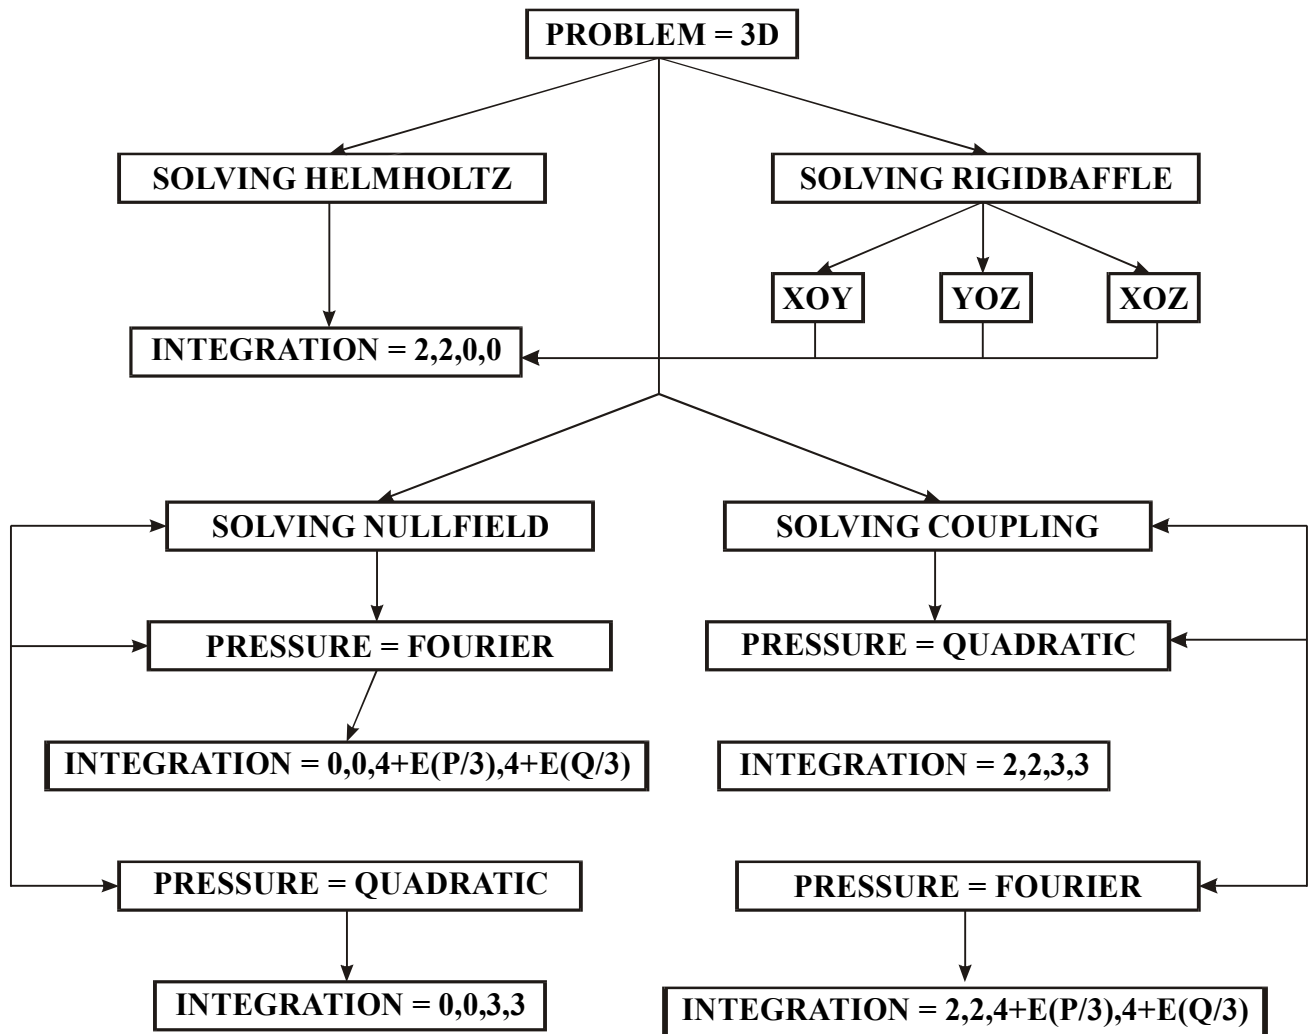 PROBLEM = 3D
SOLVING HELMHOLTZ
SOLVING RIGIDBAFFLE
XOY
YOZ
XOZ
INTEGRATION = 2,2,0,0
SOLVING NULLFIELD
SOLVING COUPLING
PRESSURE = FOURIER
PRESSURE = QUADRATIC
INTEGRATION = 0,0,4+E(P/3),4+E(Q/3)
INTEGRATION = 2,2,3,3
PRESSURE = QUADRATIC
PRESSURE = FOURIER
INTEGRATION = 0,0,3,3
INTEGRATION = 2,2,4+E(P/3),4+E(Q/3)